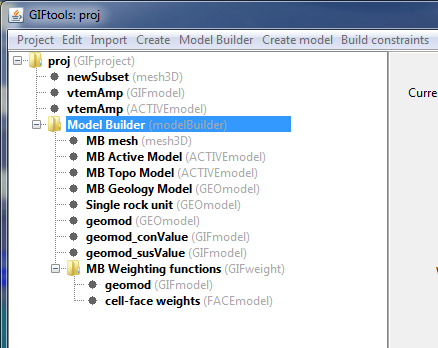 GIFtools: proj
Project Edit Import Create Model Builder Create model Build constraints
proj (GIFproject)
newSubset (mesh3D)
vtemAmp (GIFmodel)
vtemAmp (ACTIVEmodel)
Model Builder (modelBuilder)
MB mesh (mesh3D)
MB Active Model (ACTIVEmodel)
MB Topo Model (ACTIVEmodel)
MB Geology Model (GEOmodel)
Single rock unit (GEOmodel)
geomod (GEOmodel)
geomod_conValue (GIFmodel)
geomod_susValue (GIFmodel)
MB Weighting functions (GIFweight)
geomod (GIFmodel)
cell-face weights (FACEmodel)
Curre